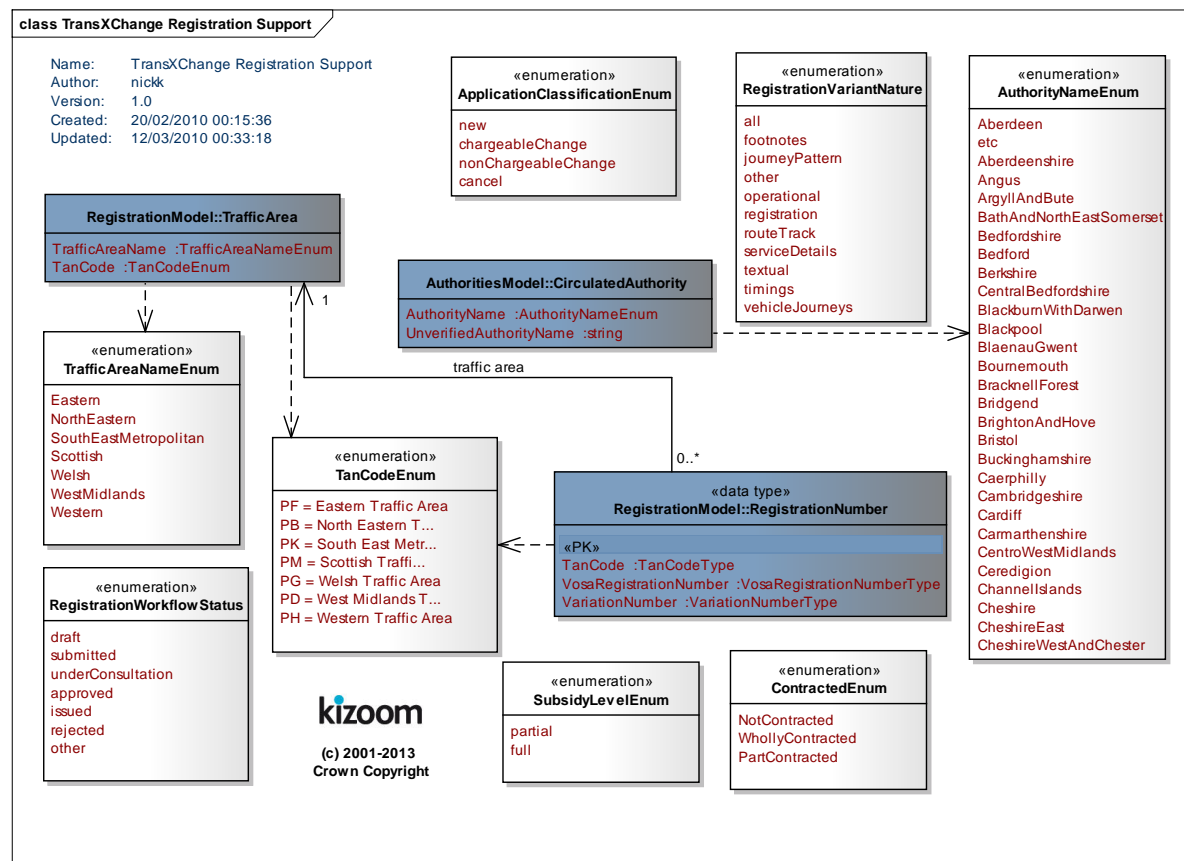 class TransXChange Registration Support
Name: TransXChange Registration Support
Author: nickk
Version: 1.0
Created: 20/02/2010 00:15:36
Updated: 12/03/2010 00:33:18
«enumeration»
ApplicationClassificationEnum
new
chargeableChange
nonChargeableChange
cancel
«enumeration»
RegistrationVariantNature
all
footnotes
journeyPattern
other
operational
registration
routeTrack
serviceDetails
textual
timings
vehicleJourneys
«enumeration»
AuthorityNameEnum
Aberdeen
etc
Aberdeenshire
Angus
ArgyllAndBute
BathAndNorthEastSomerset
Bedfordshire
Bedford
Berkshire
CentralBedfordshire
BlackburnWithDarwen
Blackpool
BlaenauGwent
Bournemouth
BracknellForest
Bridgend
BrightonAndHove
Bristol
Buckinghamshire
Caerphilly
Cambridgeshire
Cardiff
Carmarthenshire
CentroWestMidlands
Ceredigion
ChannelIslands
Cheshire
CheshireEast
CheshireWestAndChester
RegistrationModel::TrafficArea
TrafficAreaName :TrafficAreaNameEnum
TanCode :TanCodeEnum
1
AuthoritiesModel::CirculatedAuthority
AuthorityName :AuthorityNameEnum
UnverifiedAuthorityName :string
traffic area
0..*
«enumeration»
TrafficAreaNameEnum
Eastern
NorthEastern
SouthEastMetropolitan
Scottish
Welsh
WestMidlands
Western
«enumeration»
TanCodeEnum
PF = Eastern Traffic Area
PB = North Eastern T...
PK = South East Metr...
PM = Scottish Traffi...
PG = Welsh Traffic Area
PD = West Midlands T...
PH = Western Traffic Area
«data type»
RegistrationModel::RegistrationNumber
«PK»
TanCode :TanCodeType
VosaRegistrationNumber :VosaRegistrationNumberType
VariationNumber :VariationNumberType
«enumeration»
RegistrationWorkflowStatus
draft
submitted
underConsultation
approved
issued
rejected
other
kizoom
(c) 2001-2013
Crown Copyright
«enumeration»
SubsidyLevelEnum
partial
full
«enumeration»
ContractedEnum
NotContracted
WhollyContracted
PartContracted